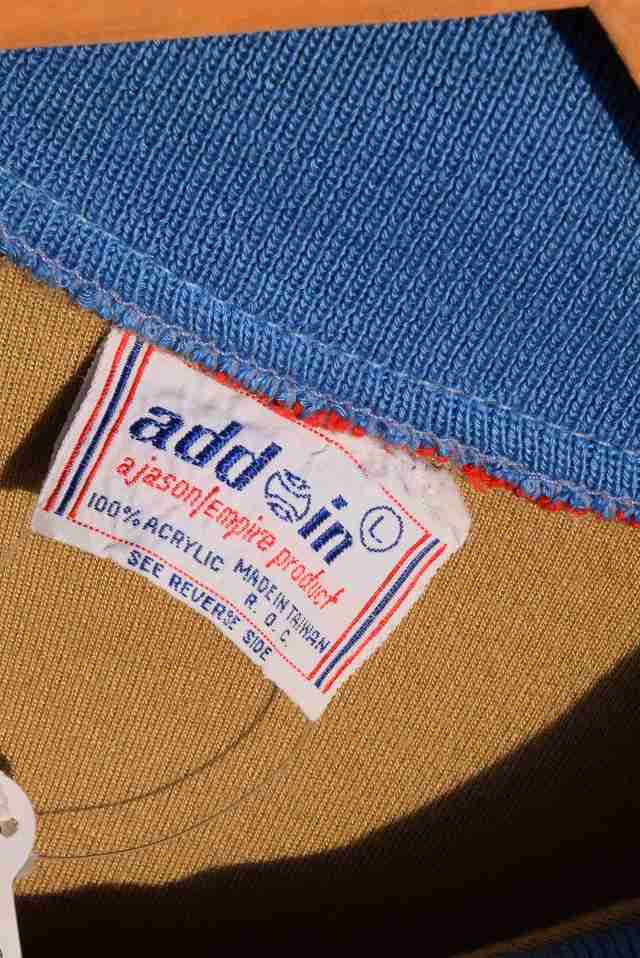 add in L
a jason/empire product
100% ACRYLIC MADE IN TAIWAN
R. O. C.
SEE REVERSE SIDE